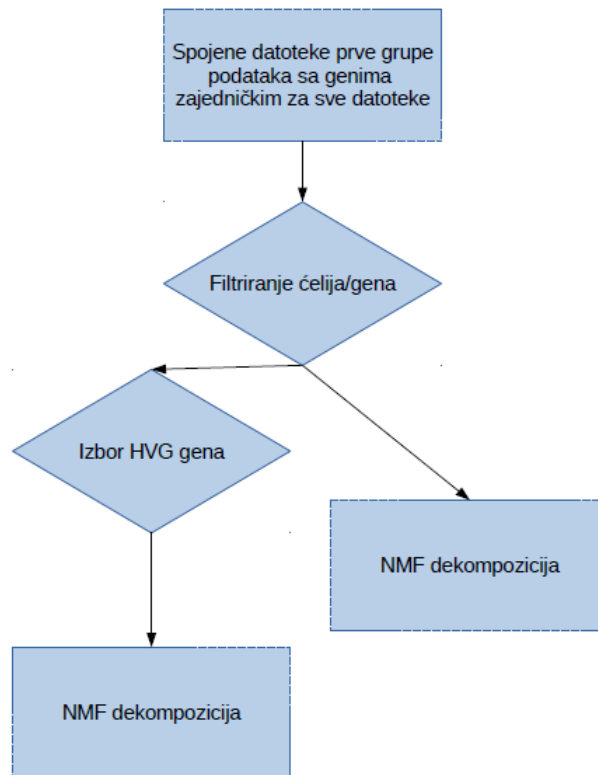 Spojene datoteke prve grupe
podataka sa genima
zajedničkim za sve datoteke
Filtriranje ćelija/gena
Izbor HVG gena
NMF dekompozicija
NMF dekompozicija